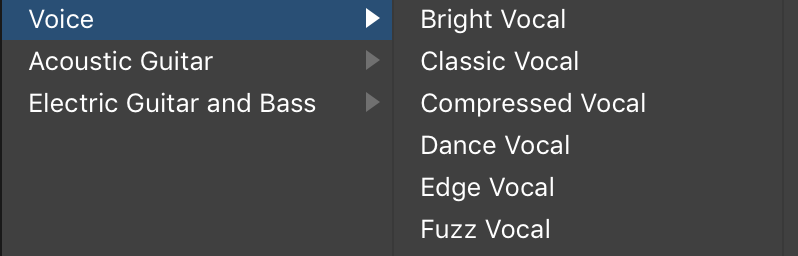 Voice
Acoustic Guitar
Electric Guitar and Bass
Bright Vocal
Classic Vocal
Compressed Vocal
Dance Vocal
Edge Vocal
Fuzz Vocal